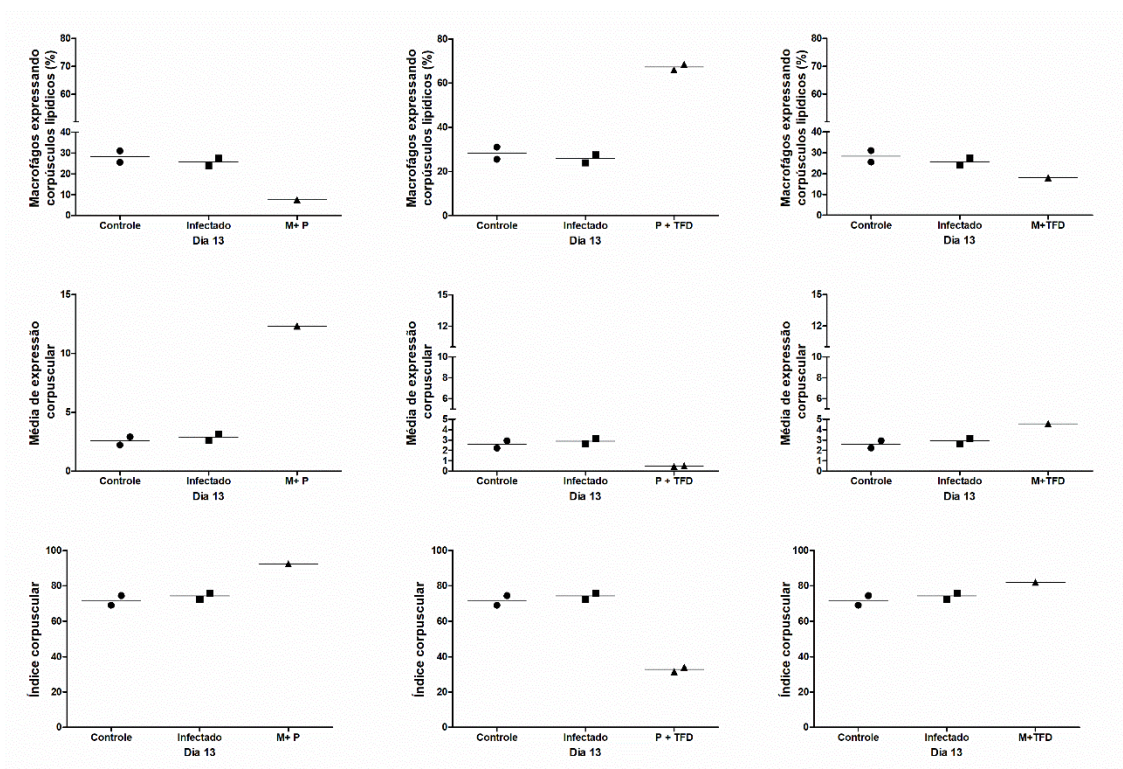 Macrofágos expressando
corpúsculos lipídicos (%)
80
70
60
50
40
30
20
10
0
Controle Infectado M+ P
Dia 13
Macrofágos expressando
corpúsculos lipídicos (%)
80
60
40
20
0
Controle Infectado P + TFD
Dia 13
Macrofágos expressando
corpúsculos lipídicos (%)
80
70
60
50
40
30
20
10
0
Controle Infectado M+TFD
Dia 13
Média de expressão
corpuscular
15
10
5
0
Controle Infectado M+ P
Dia 13
Média de expressão
corpuscular
15
12
10
8
6
4
5
4
3
2
1
0
Controle Infectado P + TFD
Dia 13
Média de expressão
corpuscular
15
12
10
8
6
4
5
4
3
2
1
0
Controle Infectado M+TFD
Dia 13
Índice corpuscular
100
80
60
40
20
0
Controle Infectado M+ P
Dia 13
Índice corpuscular
100
80
60
40
20
0
Controle Infectado P + TFD
Dia 13
Índice corpuscular
100
80
60
40
20
0
Controle Infectado M+TFD
Dia 13